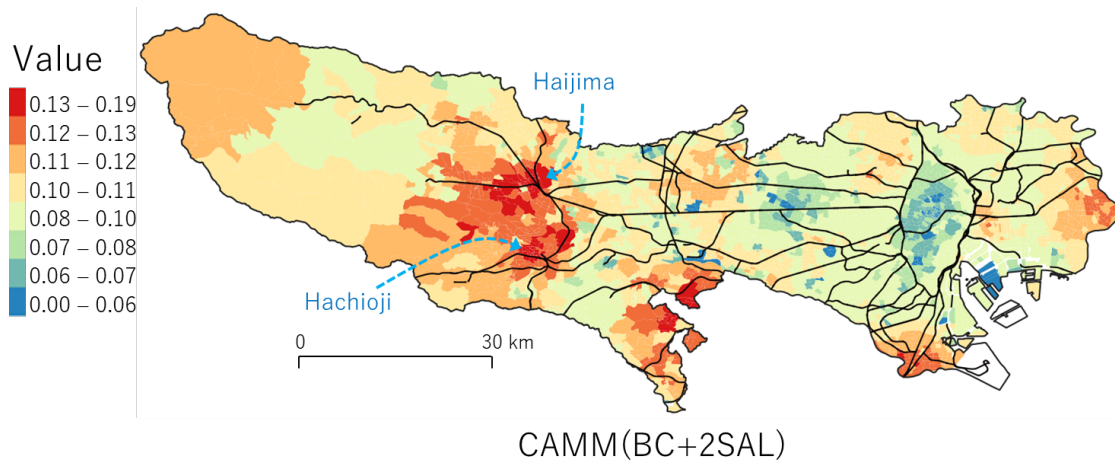 Value
0.13 – 0.19
0.12 – 0.13
0.11 – 0.12
0.10 – 0.11
0.08 – 0.10
0.07 – 0.08
0.06 – 0.07
0.00 – 0.06
Haijima
Hachioji
0 30 km
CAMM(BC+2SAL)